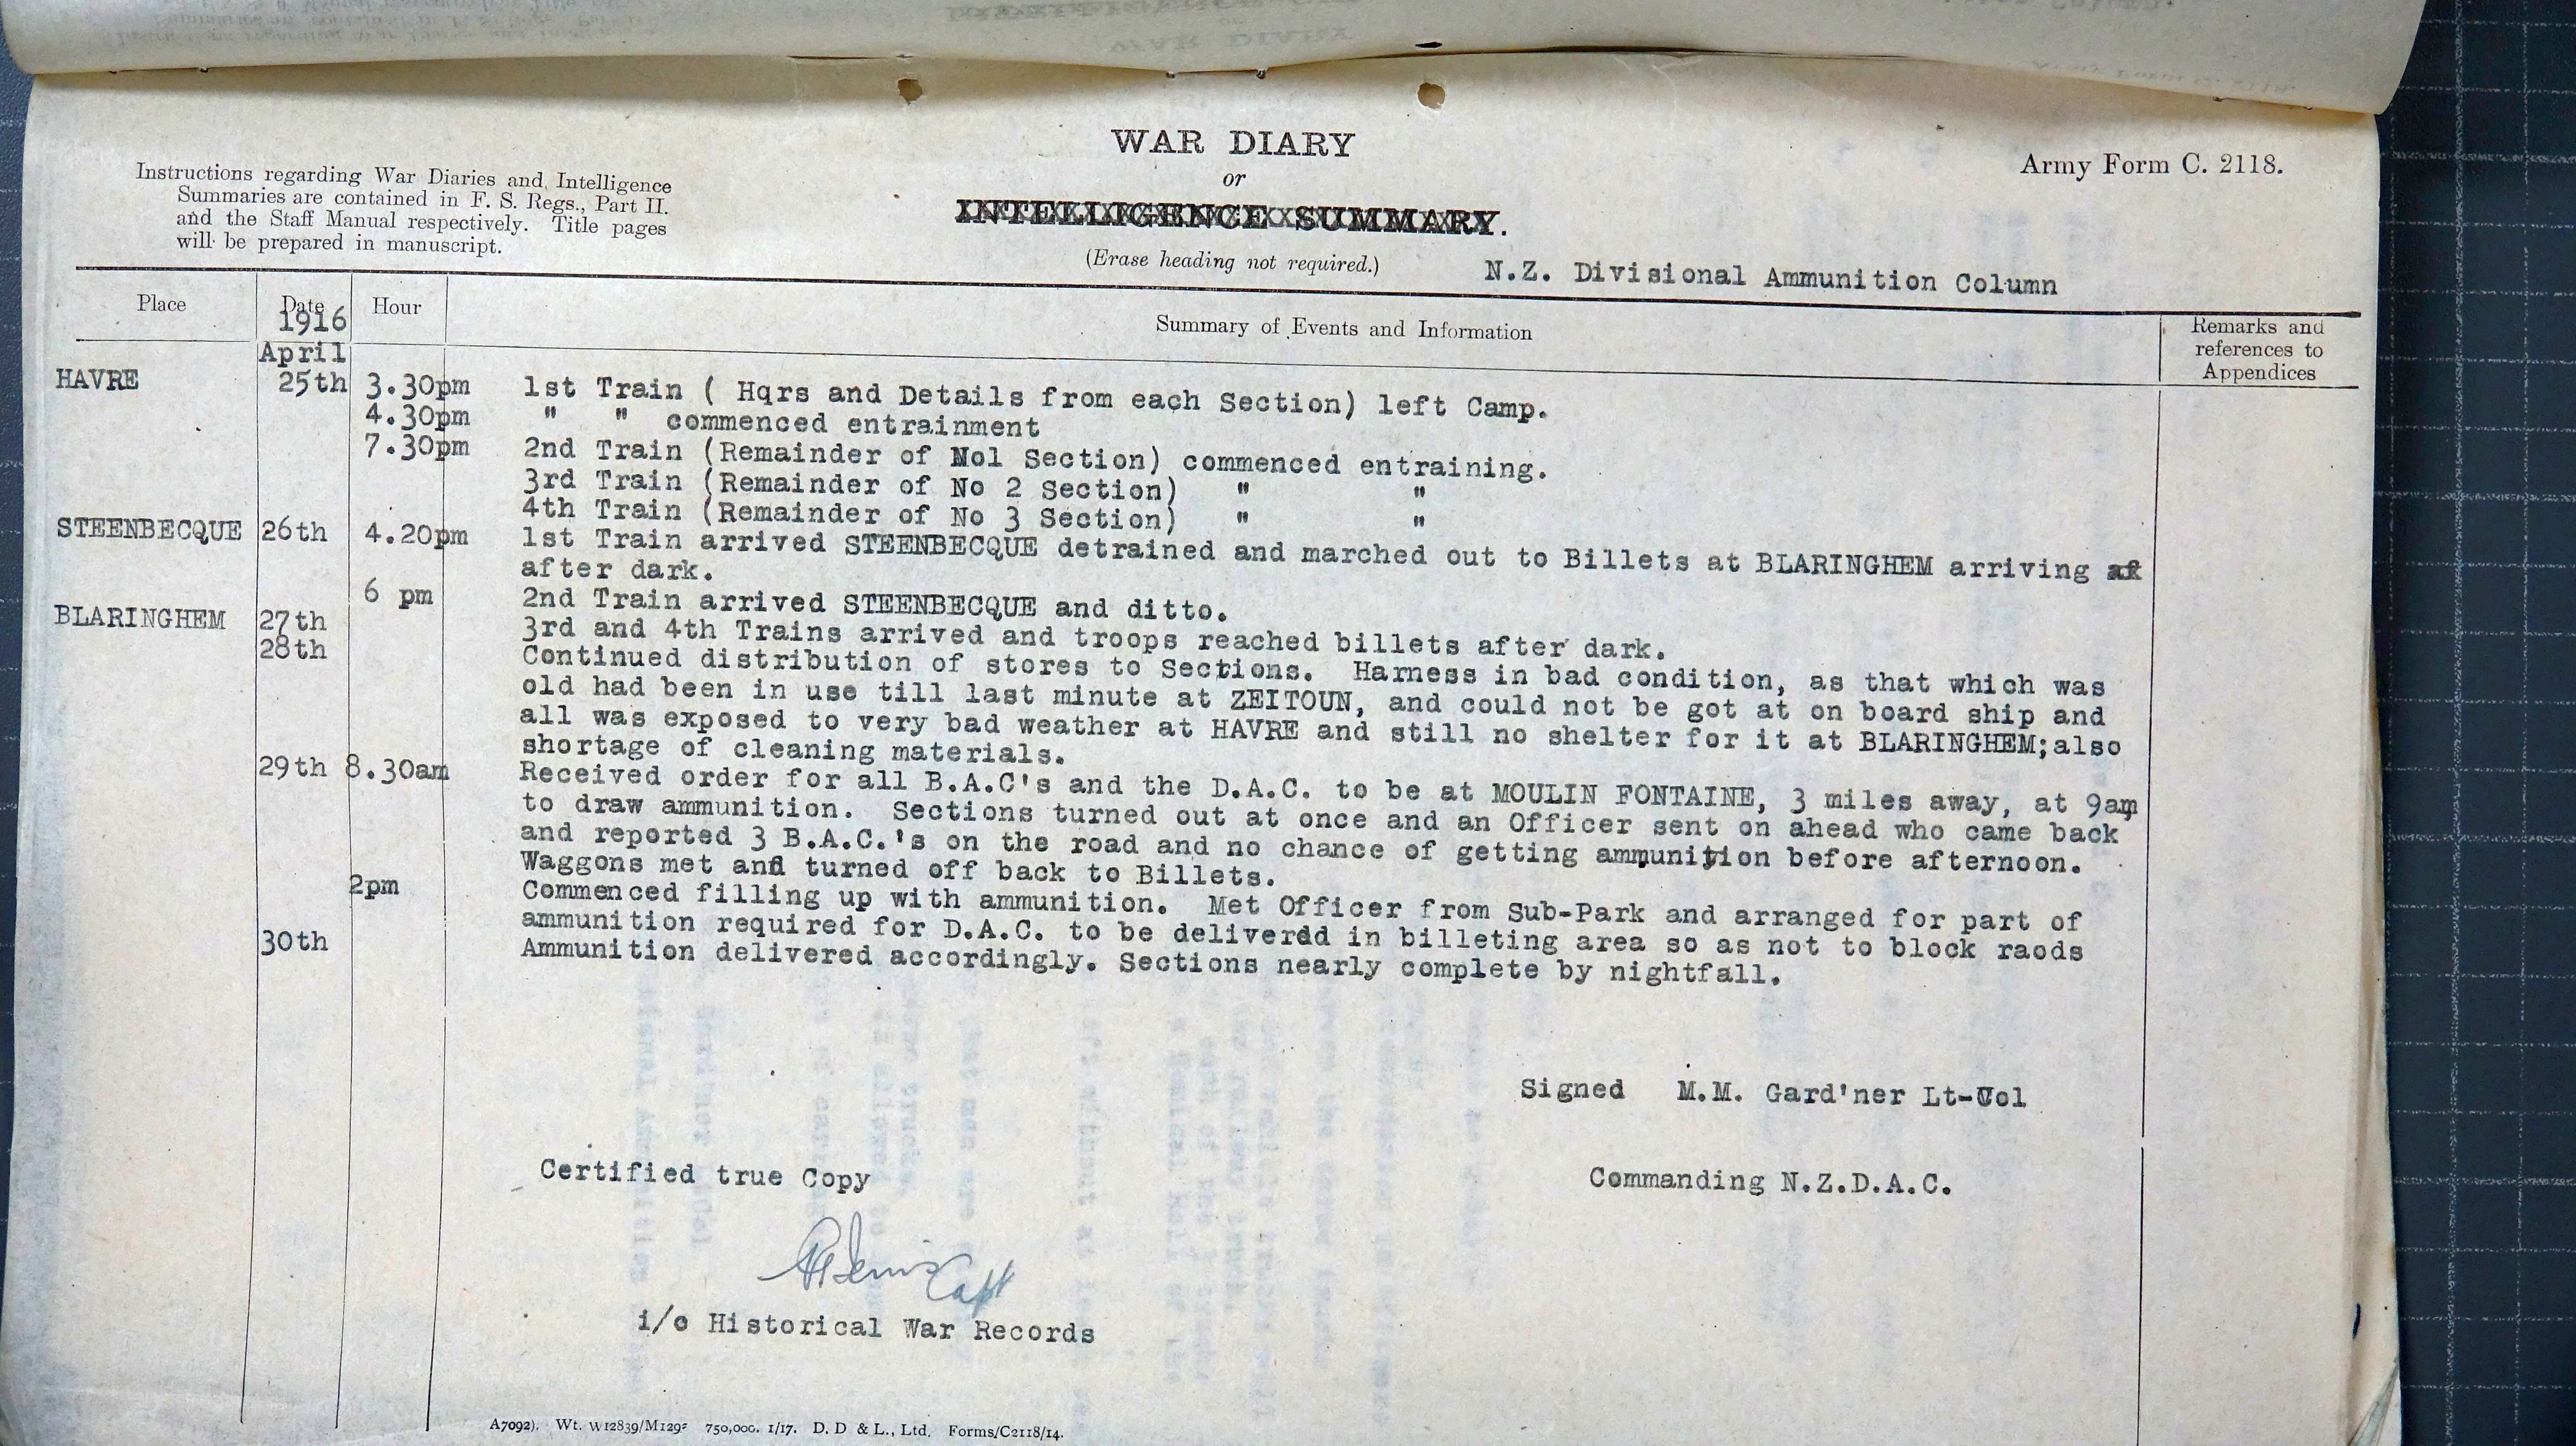 WAR DIARY
or
INTELLIGENCE SUMMARY.
(Erase heading not required.)
Army Form C. 2118.
Instructions regarding War Diaries and Intelligence
Summaries are contained in F. S. Regs., Part II.
and the Staff Manual respectively. Title pages
will be prepared in manuscript.
N.Z. Divisional Ammunition Column
Place Date Hour Summary of Events and Information Remarks and references to Appendices
1916
April
HAVRE 25th 3.30pm 1st Train ( Hqrs and Details from each Section) left Camp.
4.30pm " " commenced entrainment
7.30pm 2nd Train (Remainder of No1 Section) commenced entraining.
3rd Train (Remainder of No 2 Section) " "
4th Train (Remainder of No 3 Section) " "
STEENBECQUE 26th 4.20pm 1st Train arrived STEENBECQUE detrained and marched out to Billets at BLARINGHEM arriving
after dark.
6 pm 2nd Train arrived STEENBECQUE and ditto.
BLARINGHEM 27th 3rd and 4th Trains arrived and troops reached billets after dark.
28th Continued distribution of stores to Sections. Harness in bad condition, as that which was
old had been in use till last minute at ZEITOUN, and could not be got at on board ship and
all was exposed to very bad weather at HAVRE and still no shelter for it at BLARINGHEM;also
shortage of cleaning materials.
29th 8.30am Received order for all B.A.C's and the D.A.C. to be at MOULIN FONTAINE, 3 miles away, at 9am
to draw ammunition. Sections turned out at once and an Officer sent on ahead who came back
and reported 3 B.A.C.'s on the road and no chance of getting ammunition before afternoon.
Waggons met and turned off back to Billets.
2pm Commenced filling up with ammunition. Met Officer from Sub-Park and arranged for part of
ammunition required for D.A.C. to be deliverdd in billeting area so as not to block raods
30th Ammunition delivered accordingly. Sections nearly complete by nightfall.
Signed M.M. Gard'ner Lt-Col
Certified true Copy
Commanding N.Z.D.A.C.
Capt
i/c Historical War Records
A7092). Wt. W12839/M129 750,000. 1/17. D. D & L., Ltd. Forms/C2118/14.